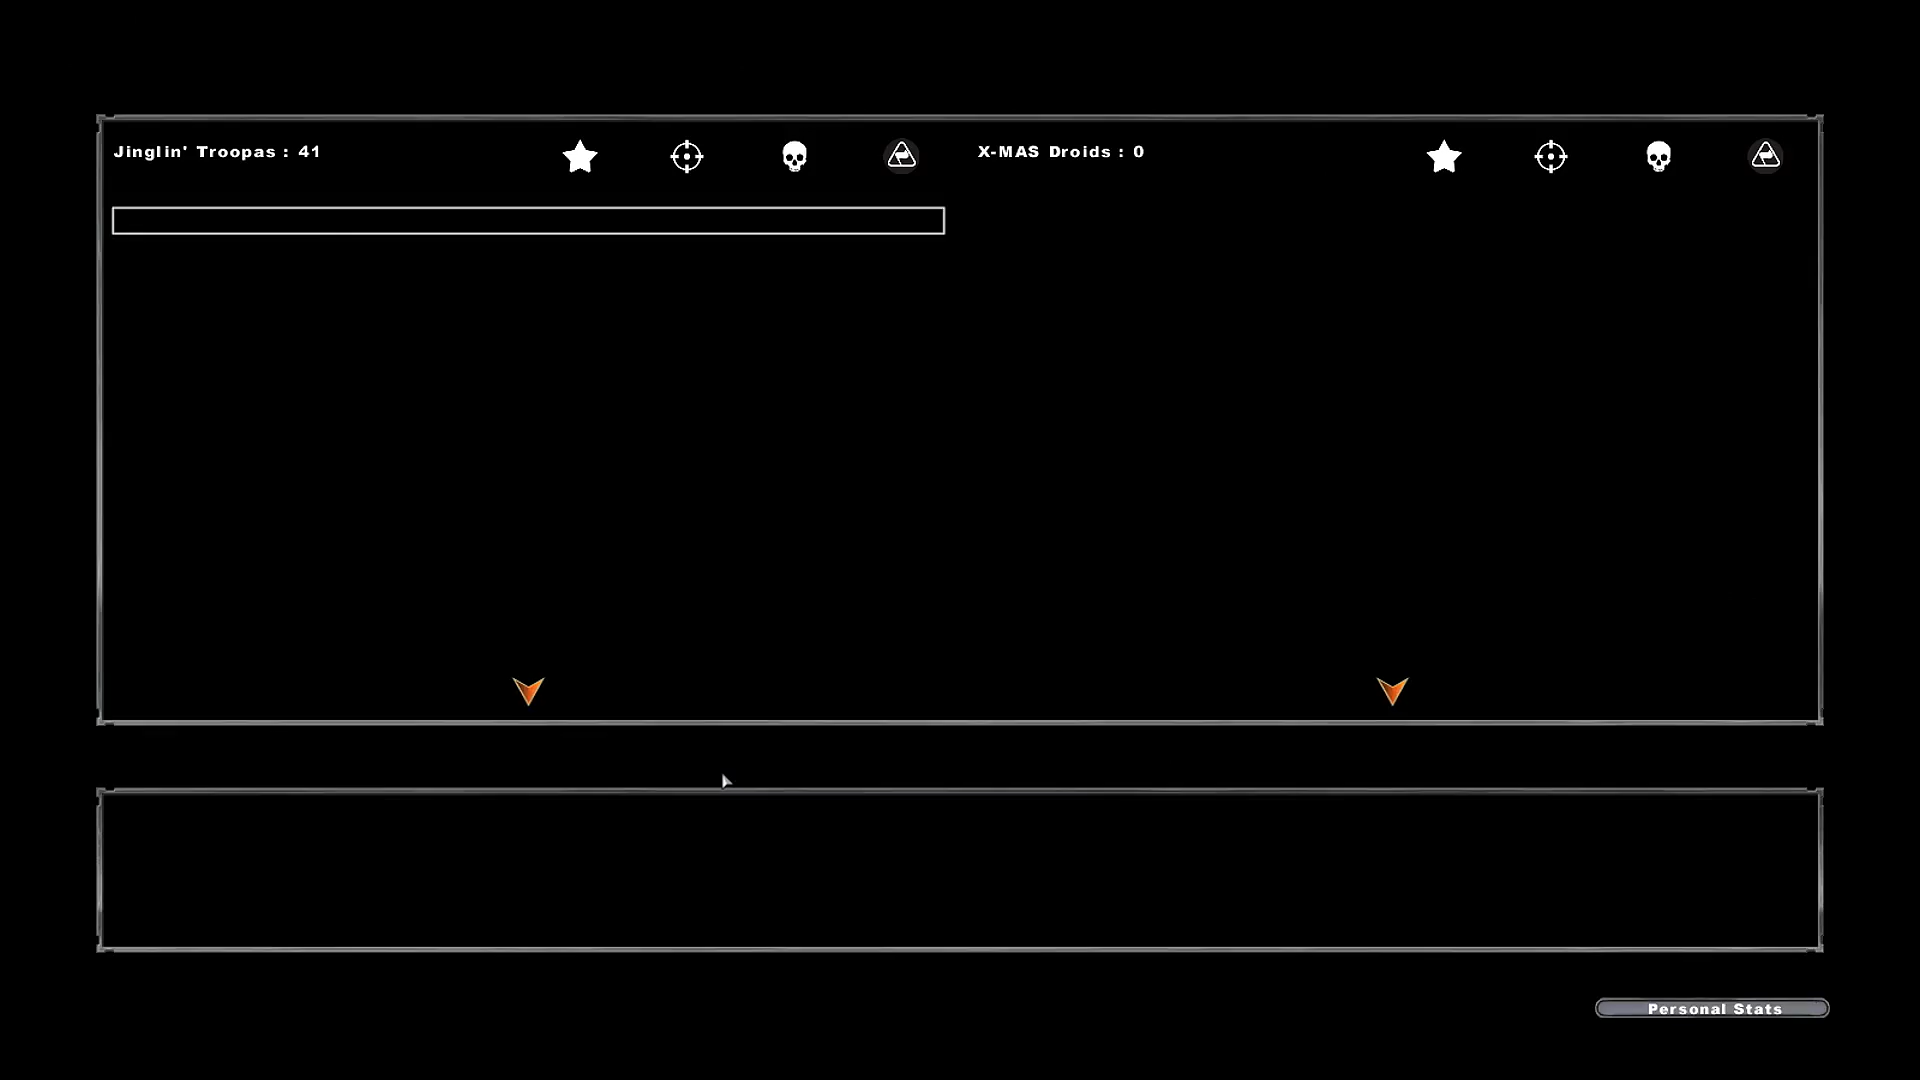 Jinglin' Troopas : 41
X-MAS Droids : 0
Personal Stats